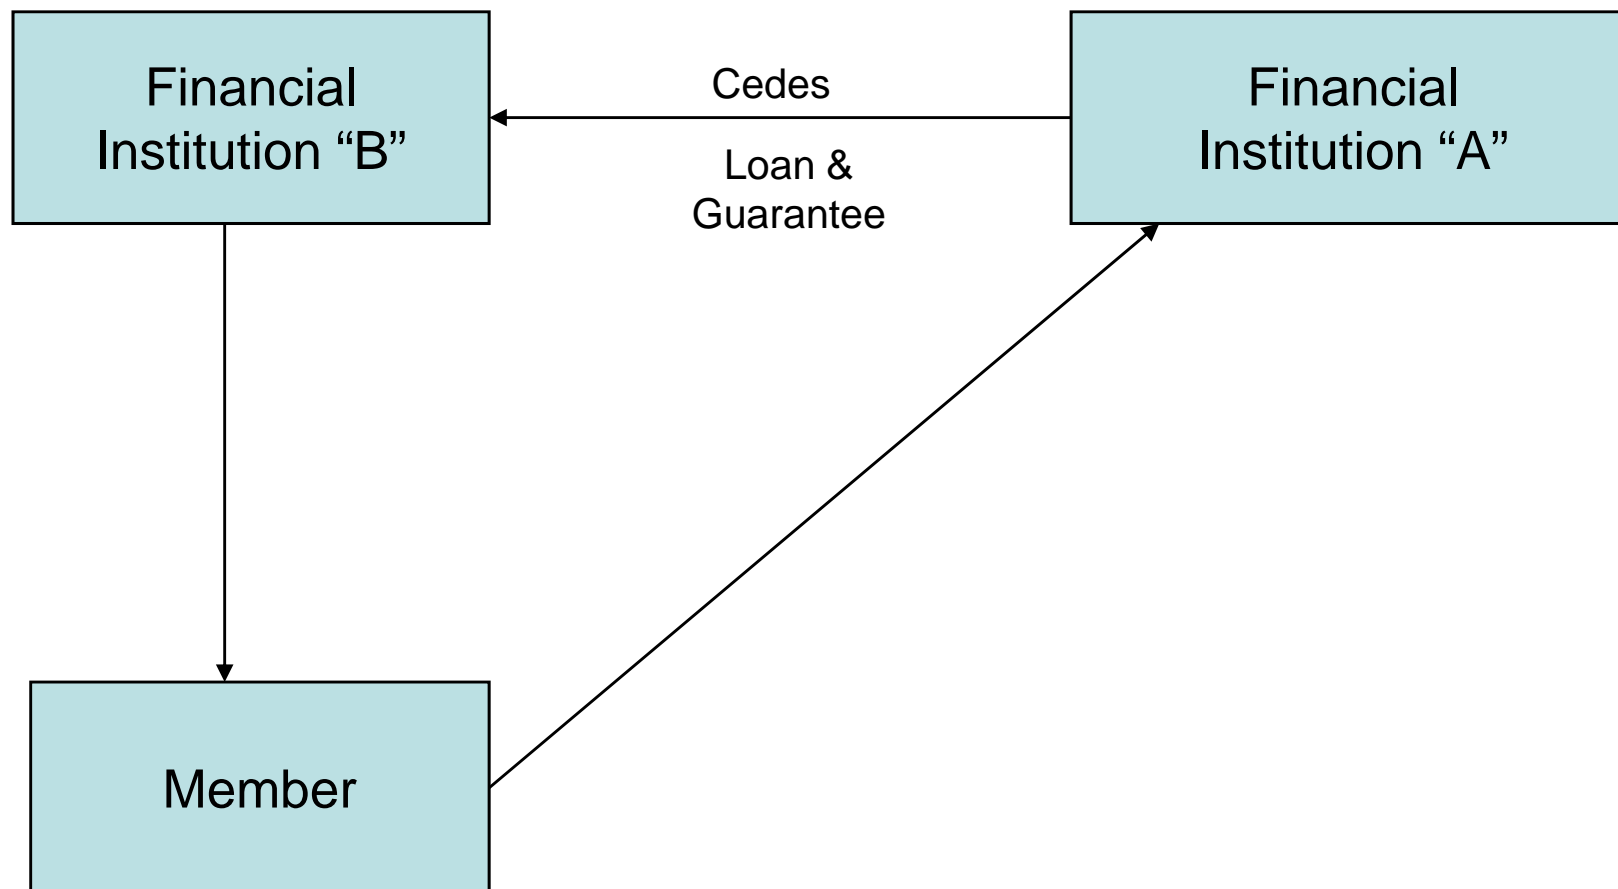 Financial
Institution “B”
Cedes
Loan &
Guarantee
Financial
Institution “A”
Member